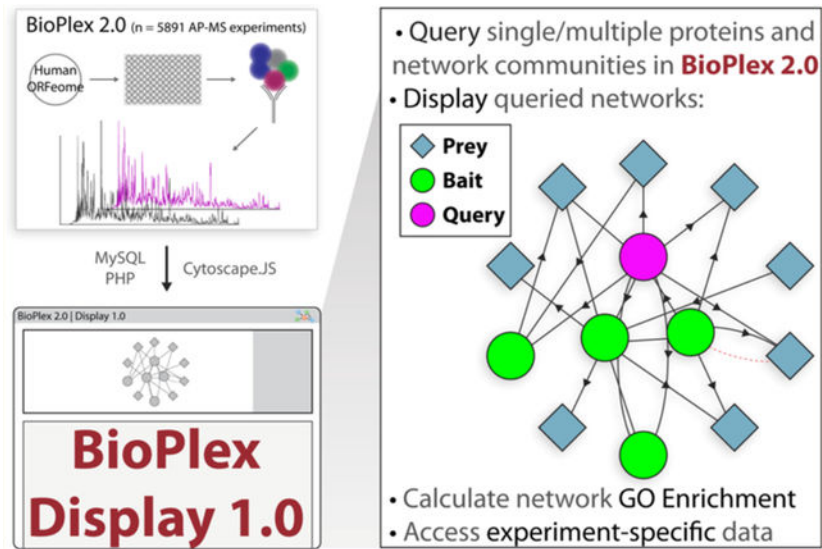 BioPlex 2.0 (n = 5891 AP-MS experiments)
Human
ORFeome
MySQL
PHP
Cytoscape.JS
BioPlex 2.0 | Display 1.0
BioPlex
Display 1.0
• Query single/multiple proteins and
network communities in BioPlex 2.0
• Display queried networks:
Prey
Bait
Query
• Calculate network GO Enrichment
• Access experiment-specific data